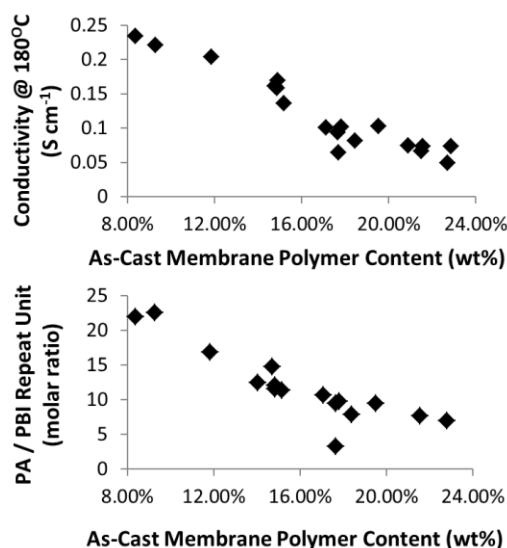 Conductivity @ 180⁰C
(S cm⁻¹)
0.25
0.2
0.15
0.1
0.05
0
8.00% 12.00% 16.00% 20.00% 24.00%
As-Cast Membrane Polymer Content (wt%)
PA / PBI Repeat Unit
(molar ratio)
25
20
15
10
5
0
8.00% 12.00% 16.00% 20.00% 24.00%
As-Cast Membrane Polymer Content (wt%)